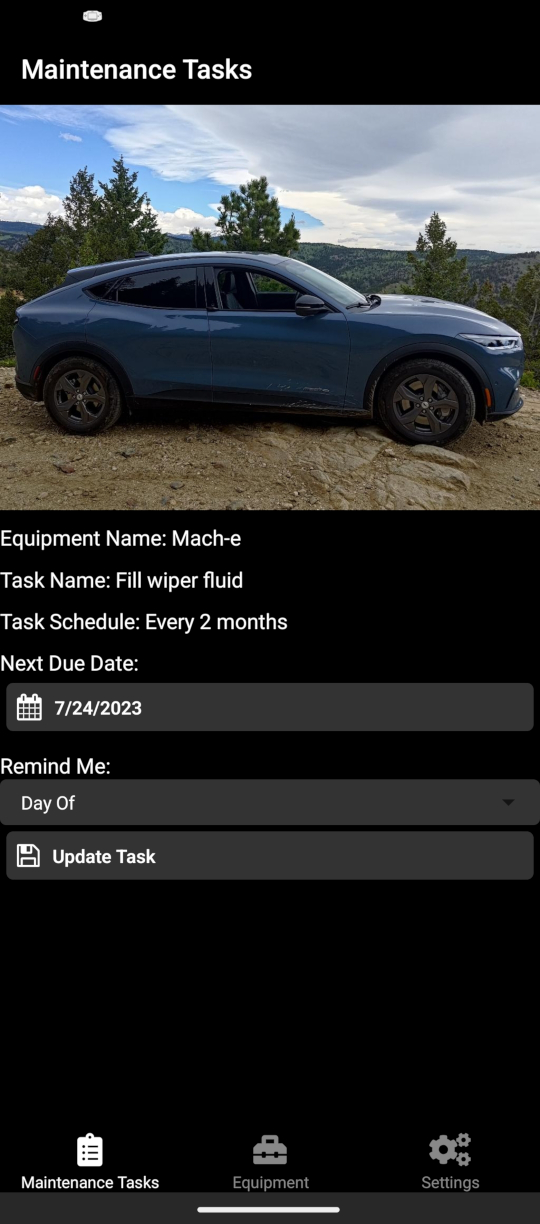 Maintenance Tasks
Equipment Name: Mach-e
Task Name: Fill wiper fluid
Task Schedule: Every 2 months
Next Due Date:
7/24/2023
Remind Me:
Day Of
Update Task
Maintenance Tasks
Equipment
Settings